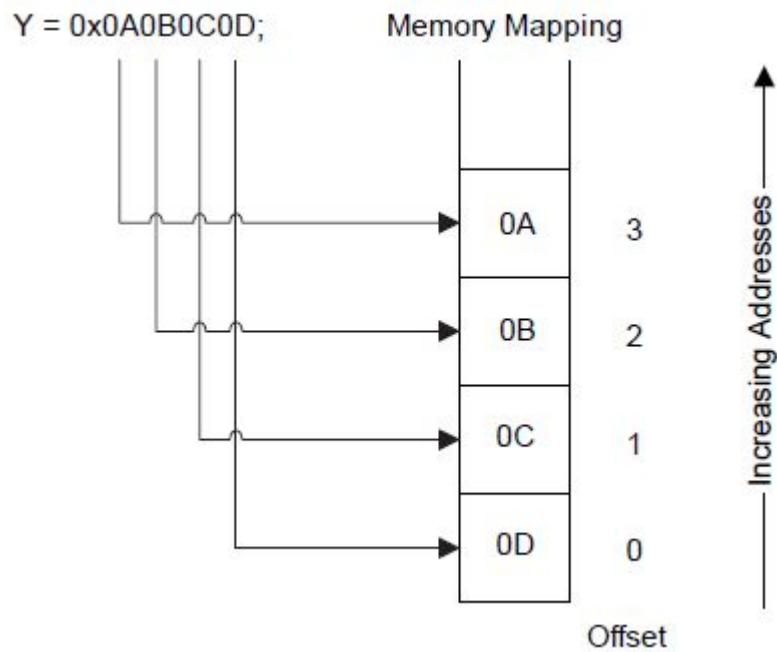 Y = 0x0A0B0C0D; Memory Mapping
0A 3
0B 2
0C 1
0D 0
Offset
Increasing Addresses